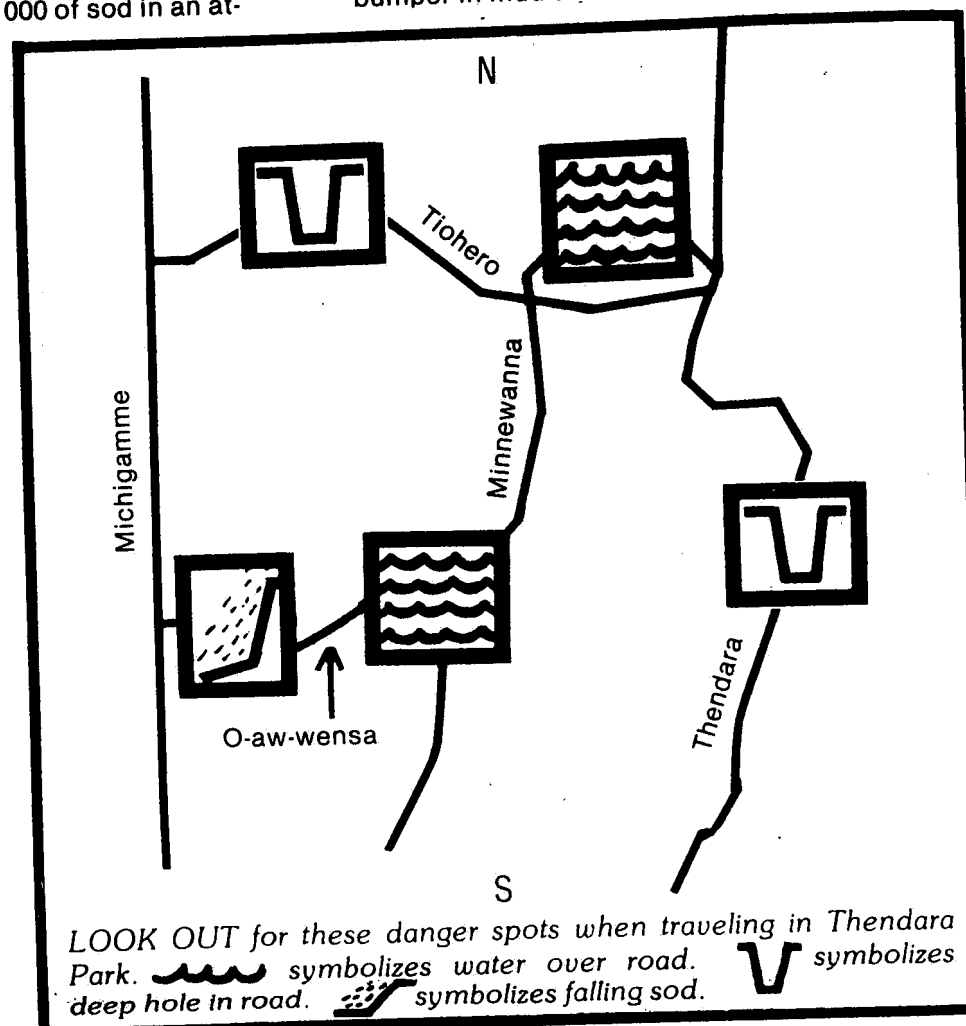 000 of sod in an at-
N
Tiohero
Minnewanna
Michigamme
O-aw-wensa
Thendara
S
LOOK OUT for these danger spots when traveling in Thendara
Park. symbolizes water over road. symbolizes
deep hole in road. symbolizes falling sod.